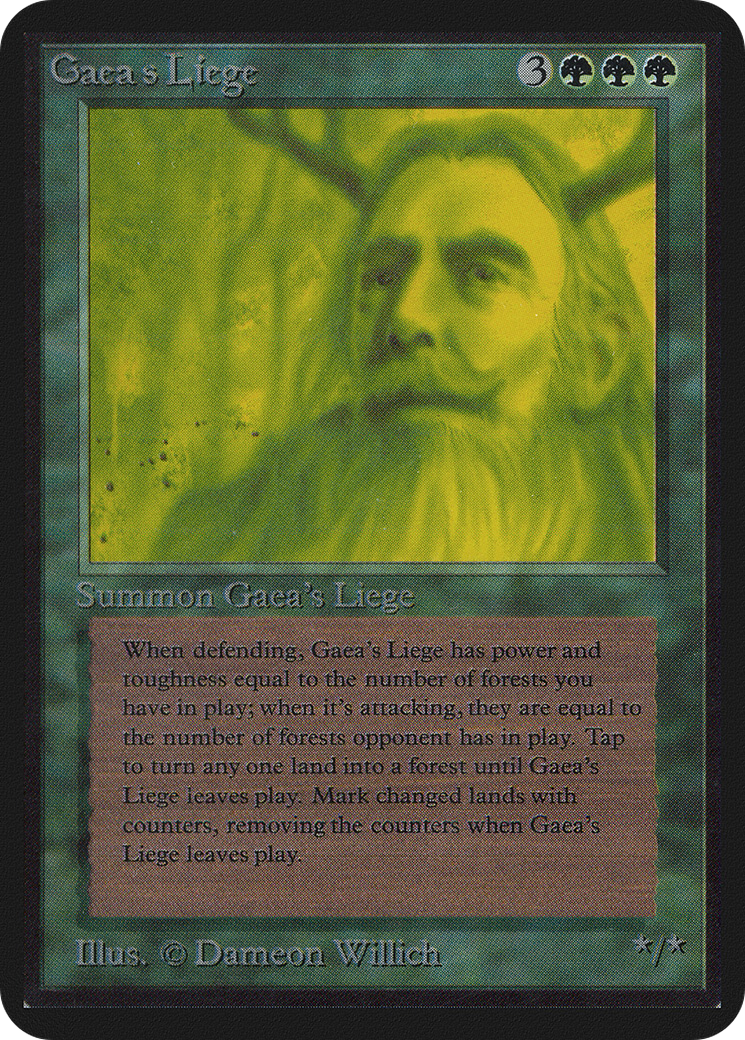 Gaea's Liege 3
Summon Gaea's Liege
When defending, Gaea's Liege has power and
toughness equal to the number of forests you
have in play; when it's attacking, they are equal to
the number of forests opponent has in play. Tap
to turn any one land into a forest until Gaea's
Liege leaves play. Mark changed lands with
counters, removing the counters when Gaea's
Liege leaves play.
Illus. © Dameon Willich */*